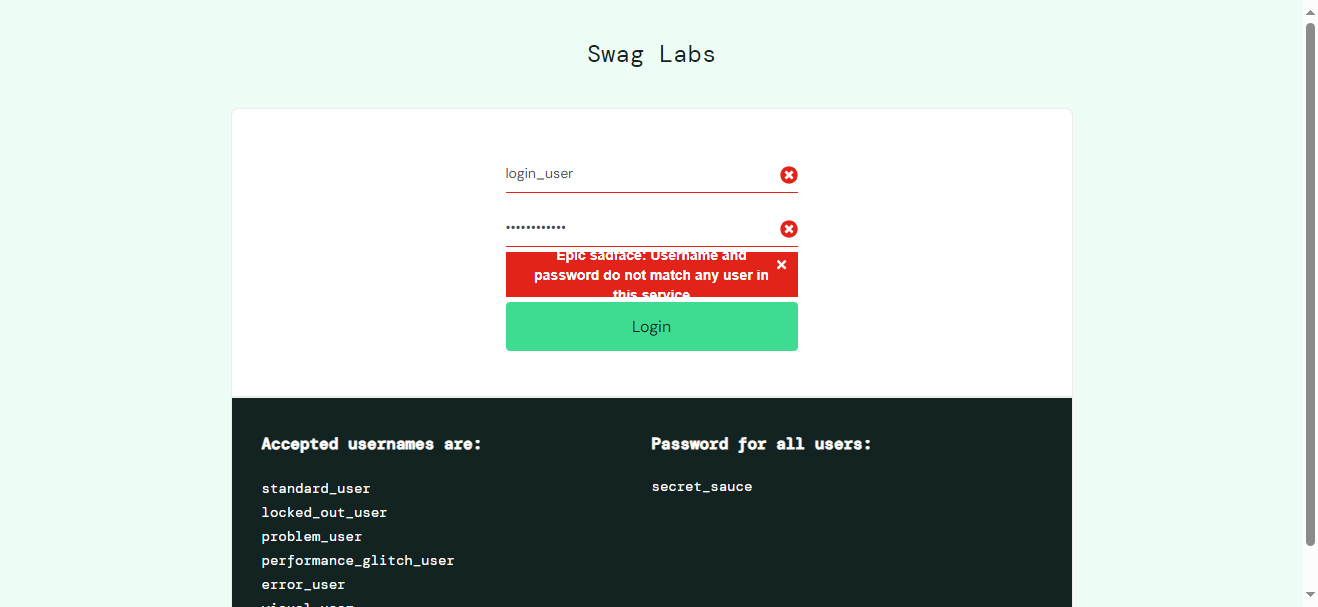 Swag Labs
login_user
••••••••••••
Epic sadface: Username and
password do not match any user in
this service
Login
Accepted usernames are:
standard_user
locked_out_user
problem_user
performance_glitch_user
error_user
visual_user
Password for all users:
secret_sauce